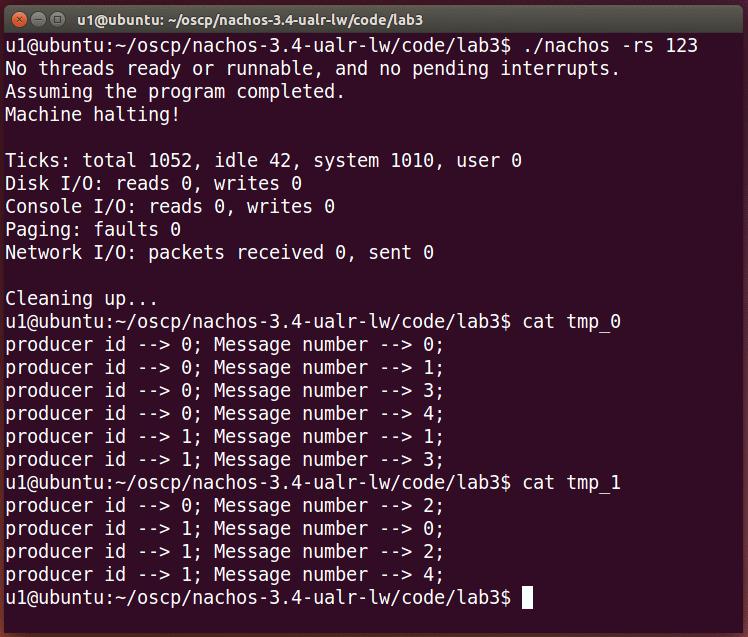 u1@ubuntu: ~/oscp/nachos-3.4-ualr-lw/code/lab3
u1@ubuntu:~/oscp/nachos-3.4-ualr-lw/code/lab3$ ./nachos -rs 123
No threads ready or runnable, and no pending interrupts.
Assuming the program completed.
Machine halting!
Ticks: total 1052, idle 42, system 1010, user 0
Disk I/O: reads 0, writes 0
Console I/O: reads 0, writes 0
Paging: faults 0
Network I/O: packets received 0, sent 0
Cleaning up...
u1@ubuntu:~/oscp/nachos-3.4-ualr-lw/code/lab3$ cat tmp_0
producer id --> 0; Message number --> 0;
producer id --> 0; Message number --> 1;
producer id --> 0; Message number --> 3;
producer id --> 0; Message number --> 4;
producer id --> 1; Message number --> 1;
producer id --> 1; Message number --> 3;
u1@ubuntu:~/oscp/nachos-3.4-ualr-lw/code/lab3$ cat tmp_1
producer id --> 0; Message number --> 2;
producer id --> 1; Message number --> 0;
producer id --> 1; Message number --> 2;
producer id --> 1; Message number --> 4;
u1@ubuntu:~/oscp/nachos-3.4-ualr-lw/code/lab3$